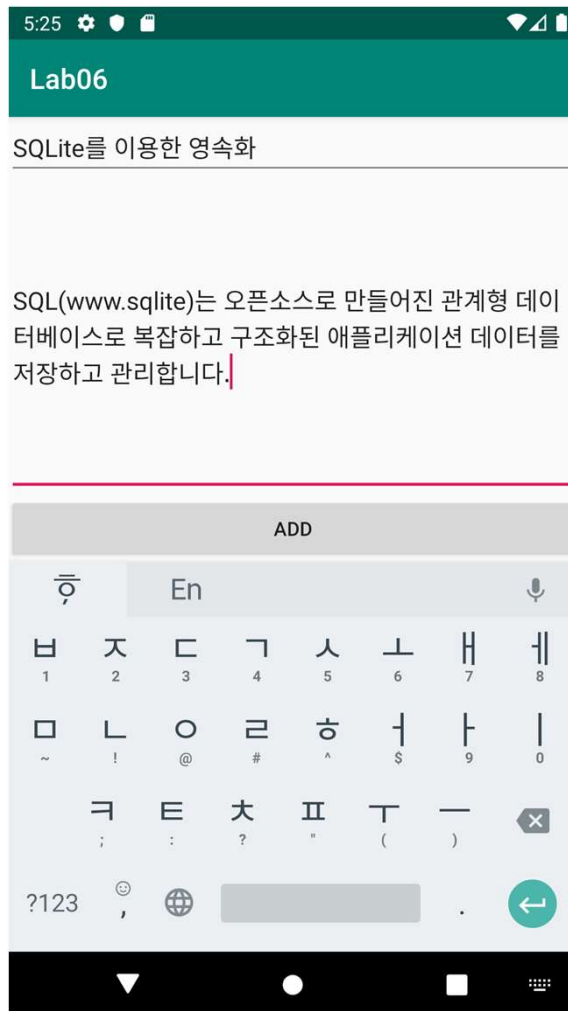 5:25
Lab06
SQLite를 이용한 영속화
SQL(www.sqlite)는 오픈소스로 만들어진 관계형 데이
터베이스로 복잡하고 구조화된 애플리케이션 데이터를
저장하고 관리합니다.
ADD
En
ㅂ ㅈ ㄷ ㄱ ㅅ ㅗ ㅐ ㅔ
1 2 3 4 5 6 7 8
ㅁ ㄴ ㅇ ㄹ ㅎ ㅓ ㅏ ㅣ
~ ! @ # ^ $ 9 0
ㅋ ㅌ ㅊ ㅍ ㅜ ㅡ
; : ? " ( )
?123 , .